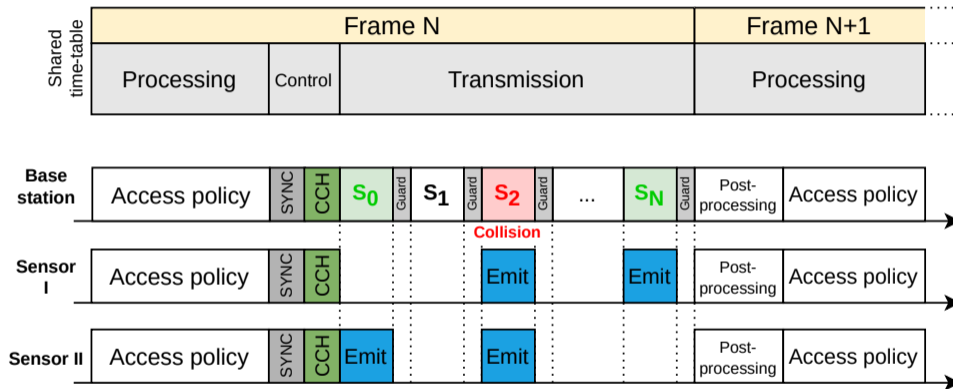 Shared
time-table
Frame N
Frame N+1
Processing
Control
Transmission
Processing
Base
station
Access policy
SYNC
CCH
S0
Guard
S1
Guard
S2
Guard
...
SN
Guard
Post-
processing
Access policy
Collision
Sensor
I
Access policy
SYNC
CCH
Emit
Emit
Post-
processing
Access policy
Sensor II
Access policy
SYNC
CCH
Emit
Emit
Post-
processing
Access policy